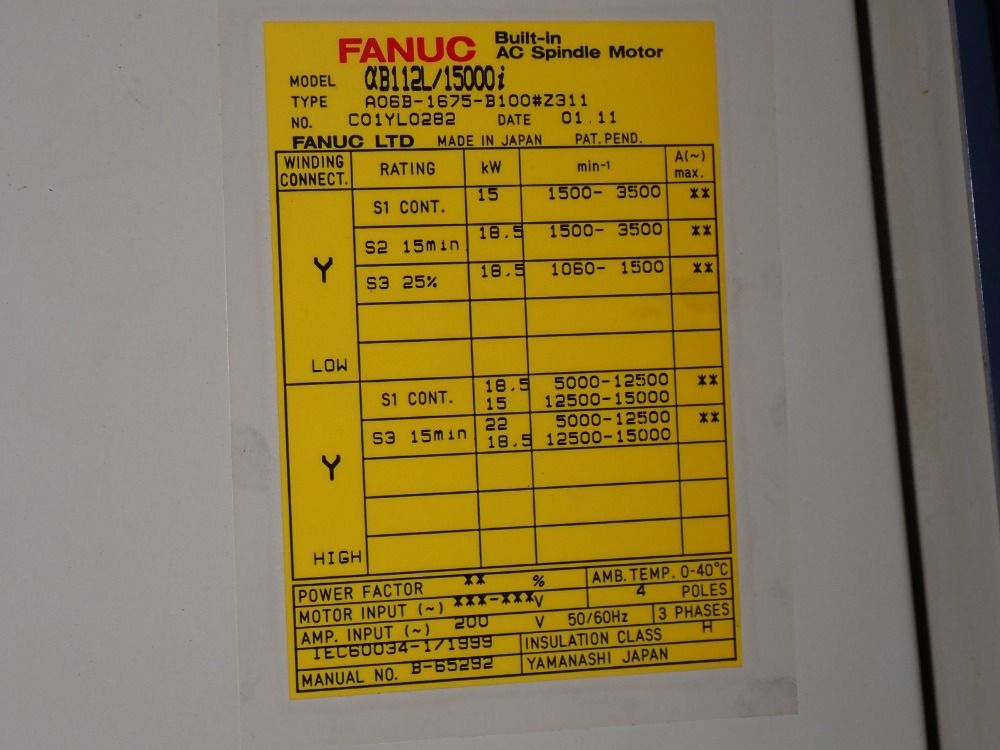 FANUC Built-in
AC Spindle Motor
MODEL αB112L/15000i
TYPE A06B-1675-B100#Z311
NO. C01YL0282 DATE 01.11
FANUC LTD MADE IN JAPAN PAT. PEND.
WINDING CONNECT. RATING kW min-¹ A(~) max.
S1 CONT. 15 1500- 3500 **
S2 15min 18.5 1500- 3500 **
Y S3 25% 18.5 1060- 1500 **
LOW
S1 CONT. 18.5 5000-12500 **
15 12500-15000
S3 15min 22 5000-12500 **
18.5 12500-15000
Y
HIGH
POWER FACTOR ** % AMB. TEMP. 0-40°C
MOTOR INPUT (~) ***-***V 4 POLES
AMP. INPUT (~) 200 V 50/60Hz 3 PHASES
IEC60034-1/1999 INSULATION CLASS H
MANUAL NO. B-65292 YAMANASHI JAPAN